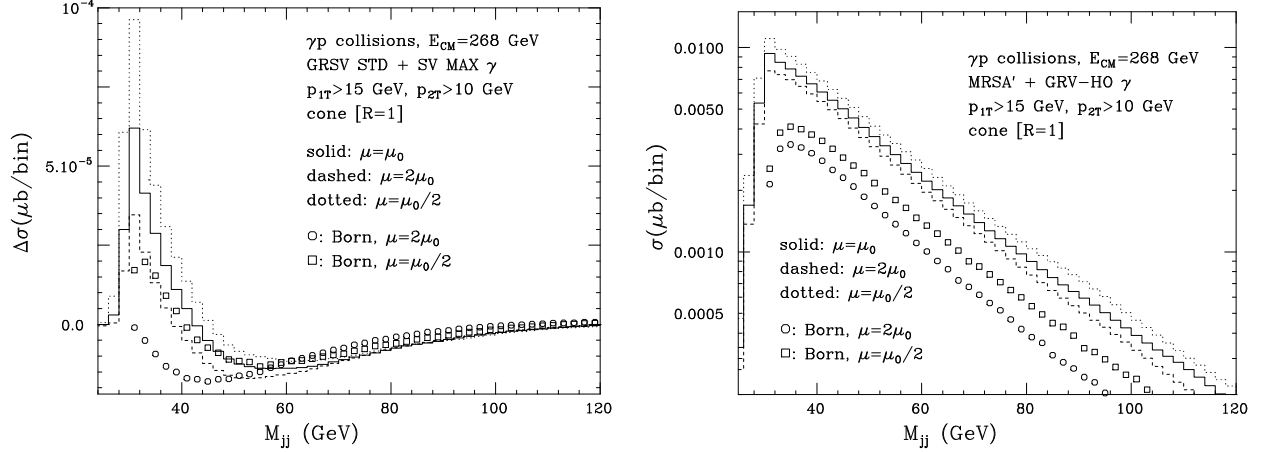 10⁻⁴
5.10⁻⁵
0.0
Δσ(μb/bin)
γp collisions, E_CM=268 GeV
GRSV STD + SV MAX γ
p_1T>15 GeV, p_2T>10 GeV
cone [R=1]
solid: μ=μ₀
dashed: μ=2μ₀
dotted: μ=μ₀/2
○: Born, μ=2μ₀
□: Born, μ=μ₀/2
40 60 80 100 120
M_jj (GeV)
0.0100
0.0050
0.0010
0.0005
σ(μb/bin)
γp collisions, E_CM=268 GeV
MRSA′ + GRV−HO γ
p_1T>15 GeV, p_2T>10 GeV
cone [R=1]
solid: μ=μ₀
dashed: μ=2μ₀
dotted: μ=μ₀/2
○: Born, μ=2μ₀
□: Born, μ=μ₀/2
40 60 80 100 120
M_jj (GeV)